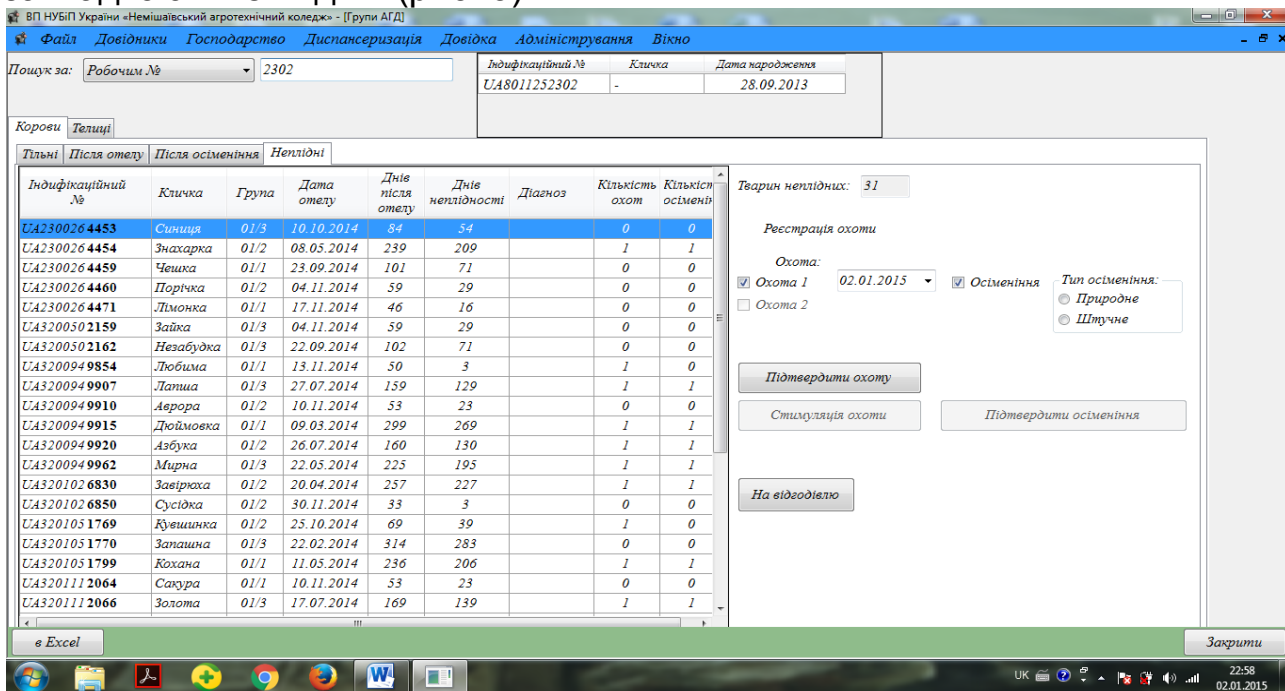 ВП НУБіП України «Немішаївський агротехнічний коледж» - [Групи АГД]
Файл Довідники Господарство Диспансеризація Довідка Адміністрування Вікно
Пошук за: Робочим № 2302
Індифікаційний № Кличка Дата народження
UA8011252302 - 28.09.2013
Корови Телиці
Тільні Після отелу Після осіменіння Неплідні
Індифікаційний № Кличка Група Дата отелу Днів після отелу Днів неплідності Діагноз Кількість охот
UA2300264453 Синиця 01/3 10.10.2014 84 54 0 0
UA2300264454 Знахарка 01/2 08.05.2014 239 209 1 1
UA2300264459 Чешка 01/1 23.09.2014 101 71 0 0
UA2300264460 Порічка 01/2 04.11.2014 59 29 0 0
UA2300264471 Лімонка 01/1 17.11.2014 46 16 0 0
UA3200502159 Зайка 01/3 04.11.2014 59 29 0 0
UA3200502162 Незабудка 01/3 22.09.2014 102 71 0 0
UA3200949854 Любима 01/1 13.11.2014 50 3 1 0
UA3200949907 Лапша 01/3 27.07.2014 159 129 1 1
UA3200949910 Аврора 01/2 10.11.2014 53 23 0 0
UA3200949915 Дюймовка 01/1 09.03.2014 299 269 1 1
UA3200949920 Азбука 01/2 26.07.2014 160 130 1 1
UA3200949962 Мирна 01/3 22.05.2014 225 195 1 1
UA3201026830 Завірюха 01/2 20.04.2014 257 227 1 1
UA3201026850 Сусідка 01/2 30.11.2014 33 3 0 0
UA3201051769 Кувшинка 01/2 25.10.2014 69 39 1 0
UA3201051770 Запашна 01/3 22.02.2014 314 283 0 0
UA3201051799 Кохана 01/1 11.05.2014 236 206 1 1
UA3201112064 Сакура 01/1 10.11.2014 53 23 0 0
UA3201112066 Золота 01/3 17.07.2014 169 139 1 1
Тварин неплідних: 31
Реєстрація охоти
Охота:
Охота 1 02.01.2015 Осіменіння Тип осіменіння:
Природне
Охота 2
Штучне
Підтвердити охоту
Стимуляція охоти Підтвердити осіменіння
На відгодівлю
в Excel Закрити
UK 22:58
02.01.2015